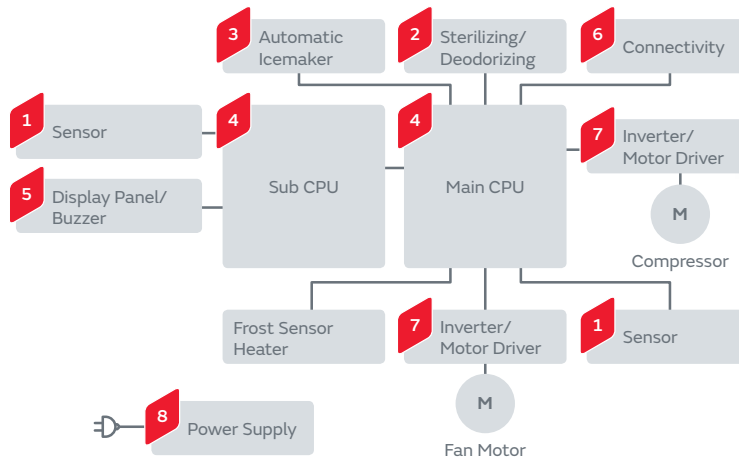 3
Automatic
Icemaker
2
Sterilizing/
Deodorizing
6
Connectivity
1
Sensor
4
Sub CPU
4
Main CPU
7
Inverter/
Motor Driver
5
Display Panel/
Buzzer
M
Compressor
Frost Sensor
Heater
7
Inverter/
Motor Driver
1
Sensor
M
Fan Motor
8
Power Supply